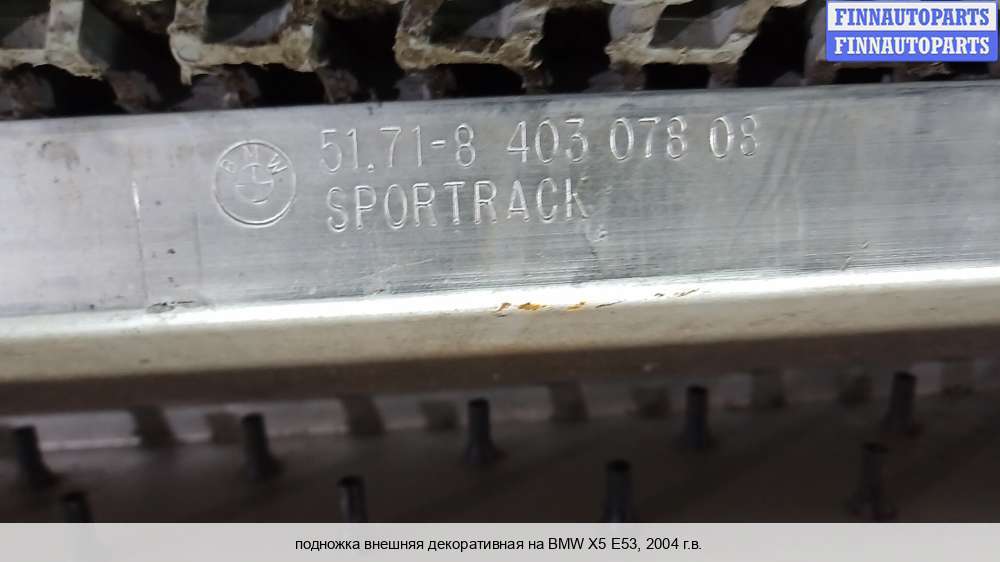 FINNAUTOPARTS
FINNAUTOPARTS
BMW
51.71-8 403 078 08
SPORTRACK
подножка внешняя декоративная на BMW X5 E53, 2004 г.в.